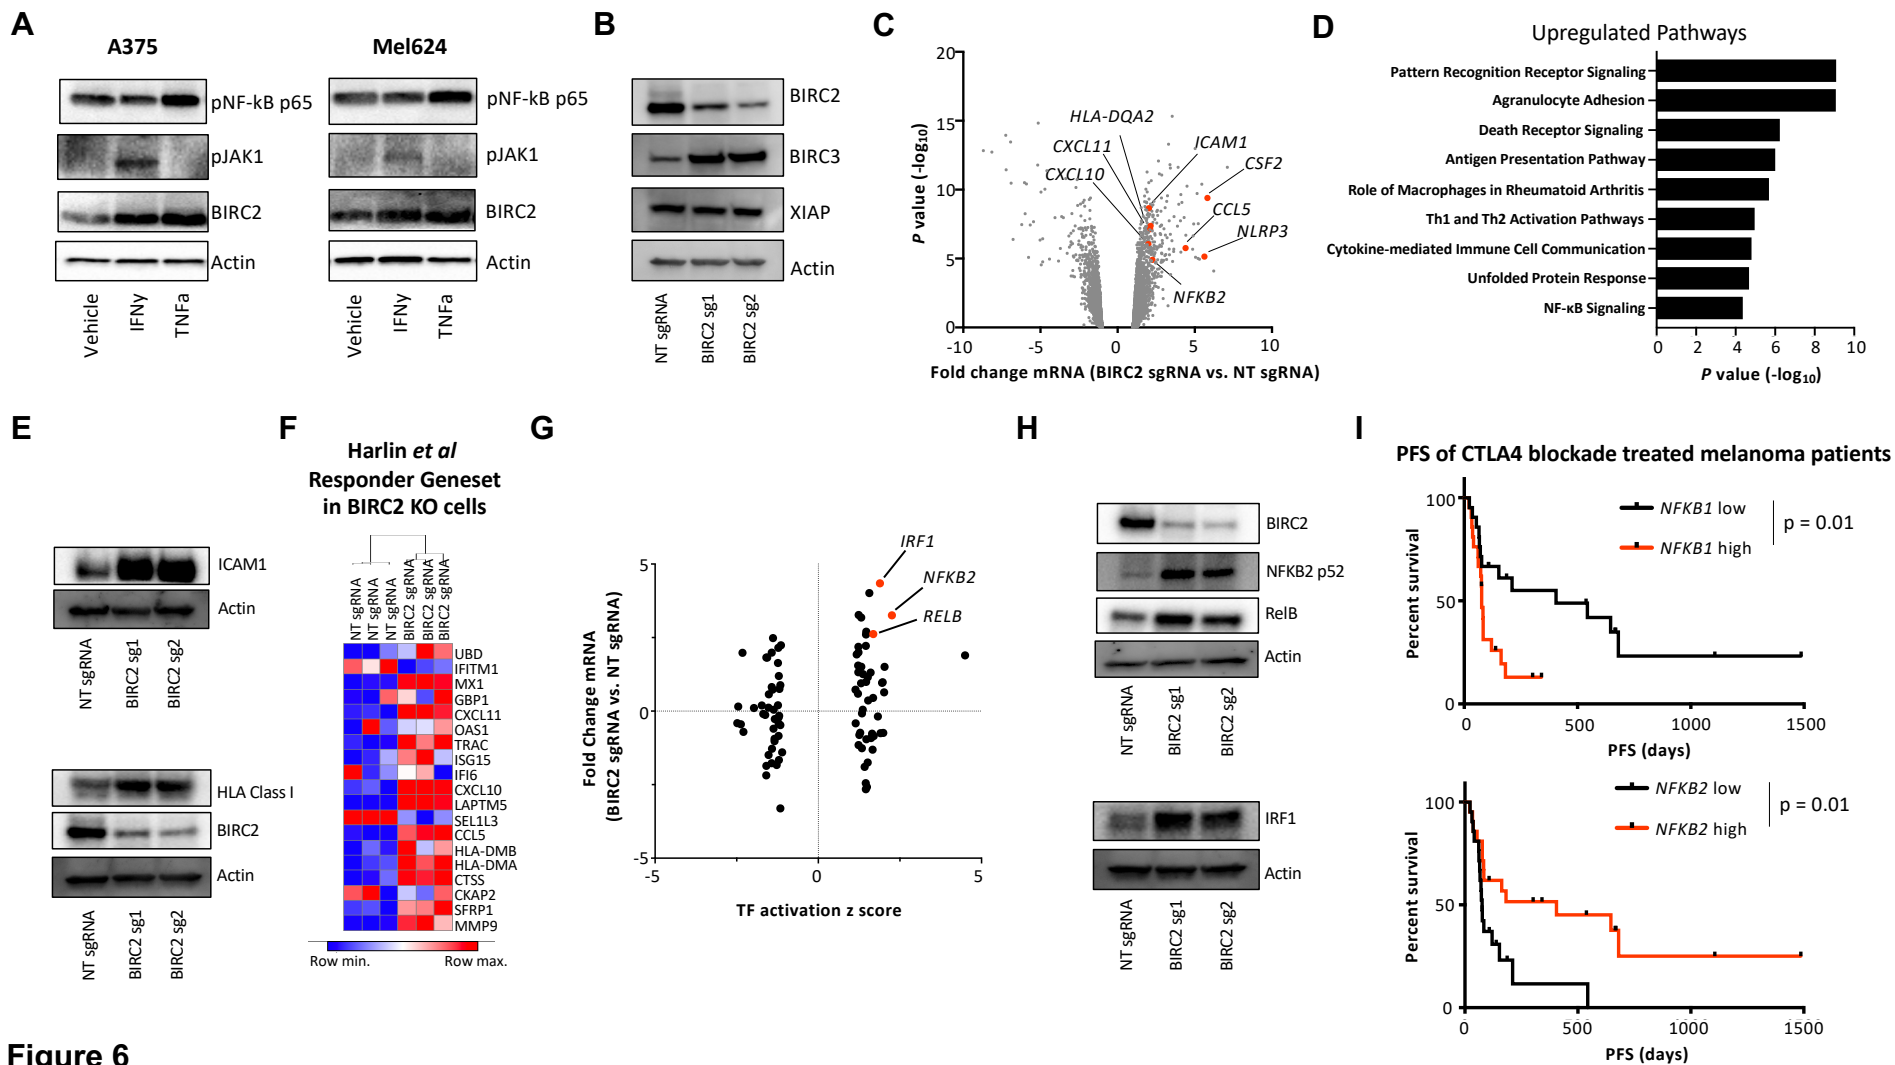 A
A375
Mel624
pNF-kB p65
pJAK1
BIRC2
Actin
Vehicle
IFNy
TNFa
pNF-kB p65
pJAK1
BIRC2
Actin
Vehicle
IFNy
TNFa
B
BIRC2
BIRC3
XIAP
Actin
NT sgRNA
BIRC2 sg1
BIRC2 sg2
C
P value (-log10)
20
15
10
5
0
-10
-5
0
5
10
HLA-DQA2
CXCL11
CXCL10
ICAM1
CSF2
CCL5
NLRP3
NFKB2
Fold change mRNA (BIRC2 sgRNA vs. NT sgRNA)
D
Upregulated Pathways
Pattern Recognition Receptor Signaling
Agranulocyte Adhesion
Death Receptor Signaling
Antigen Presentation Pathway
Role of Macrophages in Rheumatoid Arthritis
Th1 and Th2 Activation Pathways
Cytokine-mediated Immune Cell Communication
Unfolded Protein Response
NF-κB Signaling
0 2 4 6 8 10
P value (-log10)
E
ICAM1
Actin
NT sgRNA
BIRC2 sg1
BIRC2 sg2
HLA Class I
BIRC2
Actin
NT sgRNA
BIRC2 sg1
BIRC2 sg2
F
Harlin et al
Responder Geneset
in BIRC2 KO cells
NT sgRNA
NT sgRNA
NT sgRNA
BIRC2 sgRNA
BIRC2 sgRNA
BIRC2 sgRNA
UBD
IFITM1
MX1
GBP1
CXCL11
OAS1
TRAC
ISG15
IFI6
CXCL10
LAPTM5
SEL1L3
CCL5
HLA-DMB
HLA-DMA
CTSS
CKAP2
SFRP1
MMP9
Row min.
Row max.
G
Fold Change mRNA
(BIRC2 sgRNA vs. NT sgRNA)
5
0
-5
-5
0
5
IRF1
NFKB2
RELB
TF activation z score
H
BIRC2
NFKB2 p52
RelB
Actin
NT sgRNA
BIRC2 sg1
BIRC2 sg2
IRF1
Actin
NT sgRNA
BIRC2 sg1
BIRC2 sg2
I
PFS of CTLA4 blockade treated melanoma patients
Percent survival
100
50
0
0
500
1000
1500
NFKB1 low
NFKB1 high
p = 0.01
PFS (days)
Percent survival
100
50
0
0
500
1000
1500
NFKB2 low
NFKB2 high
p = 0.01
PFS (days)
Figure 6